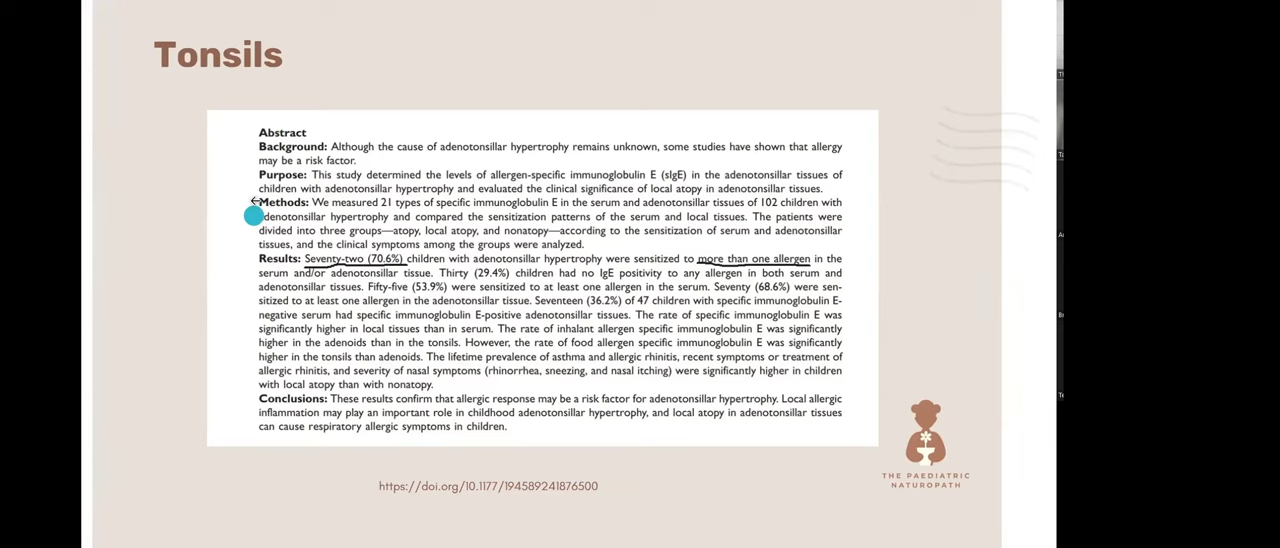 Tonsils
Abstract
Background: Although the cause of adenotonsillar hypertrophy remains unknown, some studies have shown that allergy
may be a risk factor.
Purpose: This study determined the levels of allergen-specific immunoglobulin E (sIgE) in the adenotonsillar tissues of
children with adenotonsillar hypertrophy and evaluated the clinical significance of local atopy in adenotonsillar tissues.
Methods: We measured 21 types of specific immunoglobulin E in the serum and adenotonsillar tissues of 102 children with
denotonsillar hypertrophy and compared the sensitization patterns of the serum and local tissues. The patients were
divided into three groups—atopy, local atopy, and nonatopy—according to the sensitization of serum and adenotonsillar
tissues, and the clinical symptoms among the groups were analyzed.
Results: Seventy-two (70.6%) children with adenotonsillar hypertrophy were sensitized to more than one allergen in the
serum and/or adenotonsillar tissue. Thirty (29.4%) children had no IgE positivity to any allergen in both serum and
adenotonsillar tissues. Fifty-five (53.9%) were sensitized to at least one allergen in the serum. Seventy (68.6%) were sen-
sitized to at least one allergen in the adenotonsillar tissue. Seventeen (36.2%) of 47 children with specific immunoglobulin E-
negative serum had specific immunoglobulin E-positive adenotonsillar tissues. The rate of specific immunoglobulin E was
significantly higher in local tissues than in serum. The rate of inhalant allergen specific immunoglobulin E was significantly
higher in the adenoids than in the tonsils. However, the rate of food allergen specific immunoglobulin E was significantly
higher in the tonsils than adenoids. The lifetime prevalence of asthma and allergic rhinitis, recent symptoms or treatment of
allergic rhinitis, and severity of nasal symptoms (rhinorrhea, sneezing, and nasal itching) were significantly higher in children
with local atopy than with nonatopy.
Conclusions: These results confirm that allergic response may be a risk factor for adenotonsillar hypertrophy. Local allergic
inflammation may play an important role in childhood adenotonsillar hypertrophy, and local atopy in adenotonsillar tissues
can cause respiratory allergic symptoms in children.
THE PAEDIATRIC
NATUROPATH
https://doi.org/10.1177/194589241876500